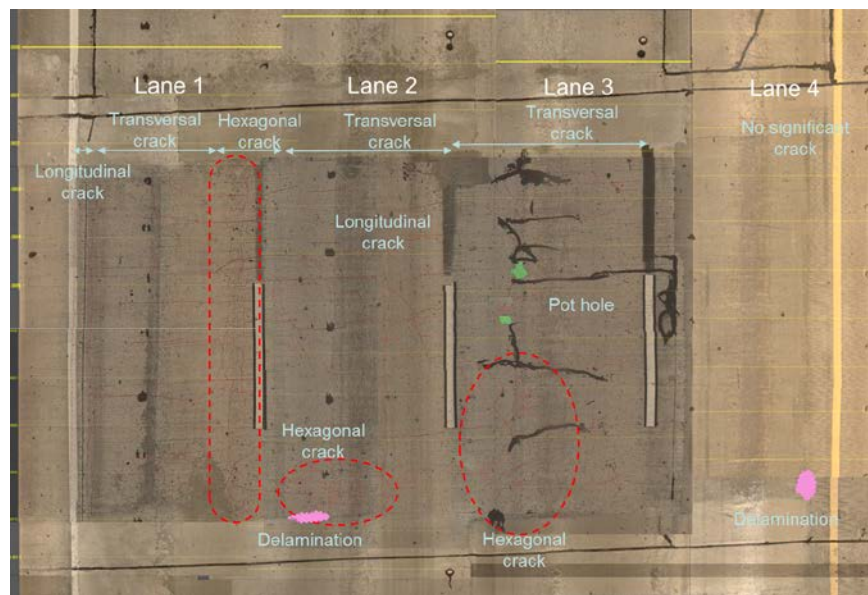 Lane 1
Lane 2
Lane 3
Lane 4
Transversal
crack
Hexagonal
crack
Transversal
crack
Transversal
crack
No significant
crack
Longitudinal
crack
Longitudinal
crack
Pot hole
Hexagonal
crack
Delamination
Hexagonal
crack
Delamination